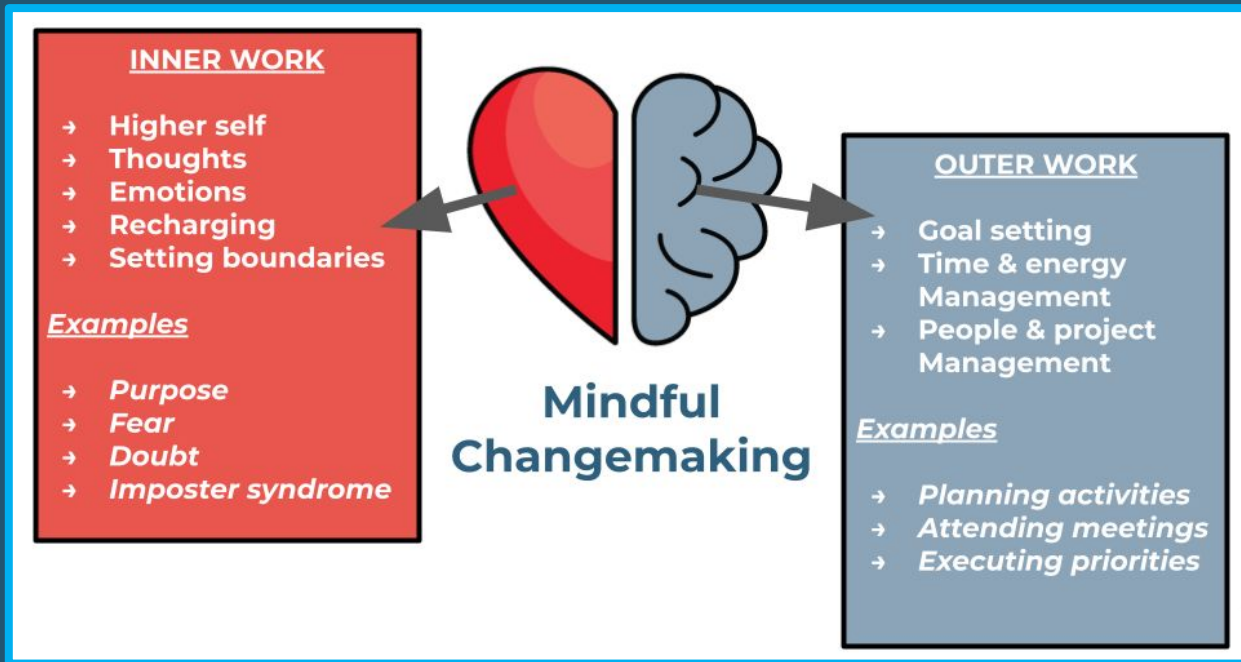 INNER WORK
→ Higher self
→ Thoughts
→ Emotions
→ Recharging
→ Setting boundaries
Examples
→ Purpose
→ Fear
→ Doubt
→ Imposter syndrome
Mindful
Changemaking
OUTER WORK
→ Goal setting
→ Time & energy
Management
→ People & project
Management
Examples
→ Planning activities
→ Attending meetings
→ Executing priorities